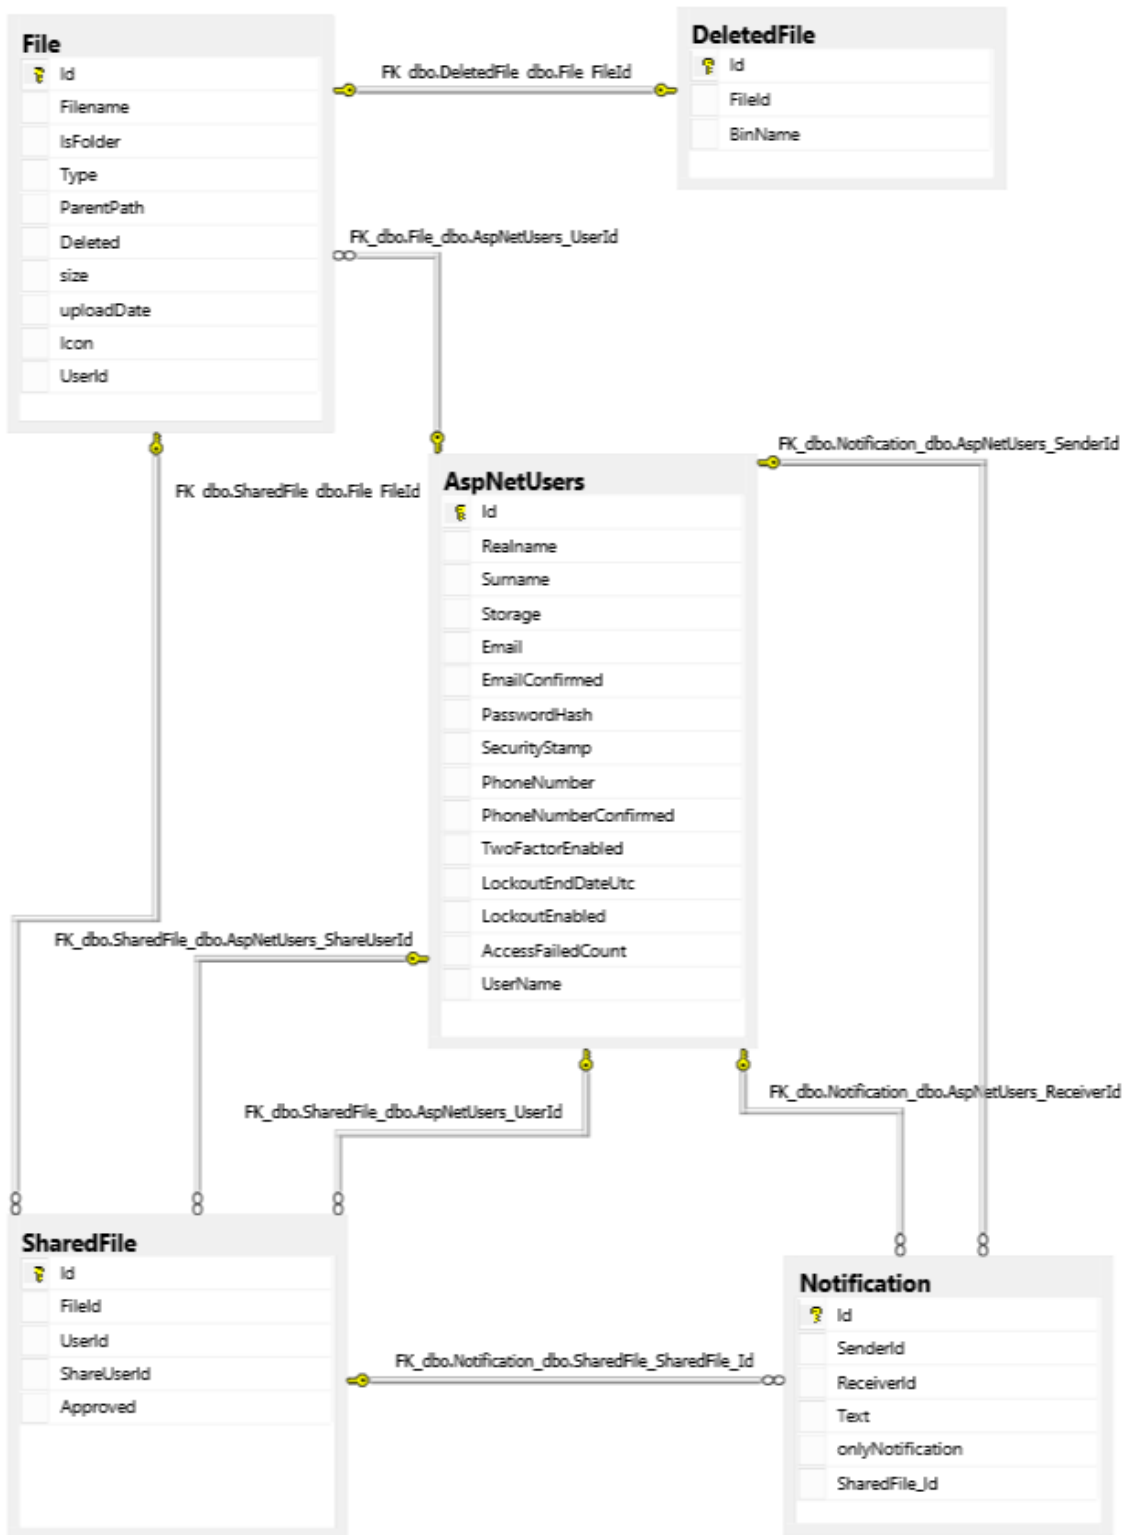 File
Id
Filename
IsFolder
Type
ParentPath
Deleted
size
uploadDate
Icon
UserId
FK_dbo.DeletedFile_dbo.File_FileId
DeletedFile
Id
FileId
BinName
FK_dbo.File_dbo.AspNetUsers_UserId
FK_dbo.SharedFile_dbo.File_FileId
AspNetUsers
Id
Realname
Surname
Storage
Email
EmailConfirmed
PasswordHash
SecurityStamp
PhoneNumber
PhoneNumberConfirmed
TwoFactorEnabled
LockoutEndDateUtc
LockoutEnabled
AccessFailedCount
UserName
FK_dbo.Notification_dbo.AspNetUsers_SenderId
FK_dbo.SharedFile_dbo.AspNetUsers_ShareUserId
FK_dbo.SharedFile_dbo.AspNetUsers_UserId
FK_dbo.Notification_dbo.AspNetUsers_ReceiverId
SharedFile
Id
FileId
UserId
ShareUserId
Approved
FK_dbo.Notification_dbo.SharedFile_SharedFile_Id
Notification
Id
SenderId
ReceiverId
Text
onlyNotification
SharedFile_Id